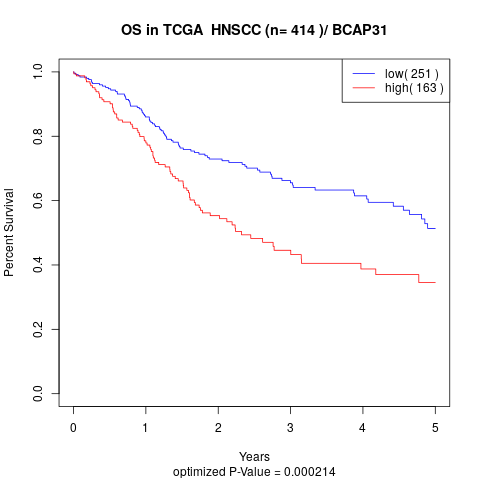 OS in TCGA  HNSCC (n= 414 )/ BCAP31
low( 251 )
high( 163 )
Percent Survival
1.0
0.8
0.6
0.4
0.2
0.0
0 1 2 3 4 5
Years
optimized P-Value = 0.000214